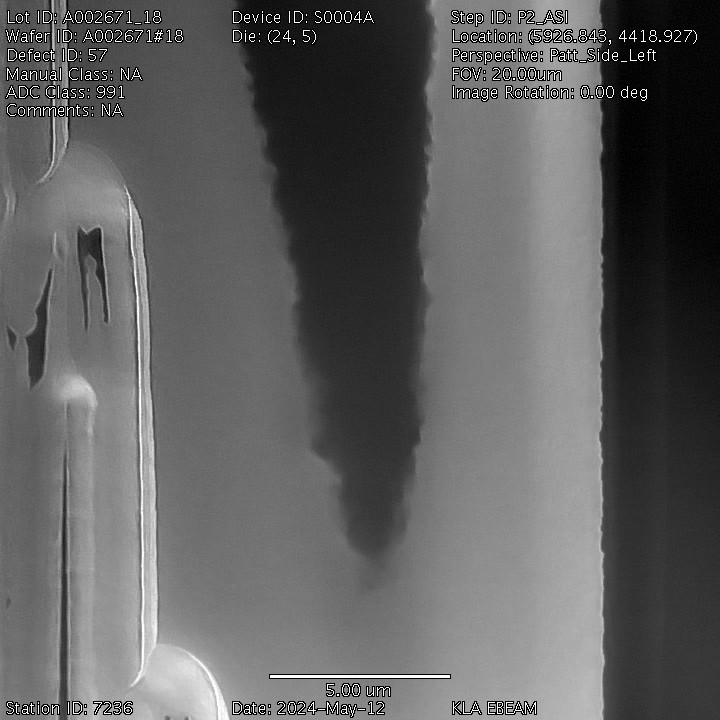 Lot ID: A002671_18 Device ID: S0004A Step ID: P2_ASI
Wafer ID: A002671#18 Die: (24, 5) Location: (5926.843, 4418.927)
Defect ID: 57 Perspective: Patt_Side_Left
Manual Class: NA FOV: 20.00um
ADC Class: 991 Image Rotation: 0.00 deg
Comments: NA
5.00 um
Station ID: 7236 Date: 2024-May-12 KLA EBEAM